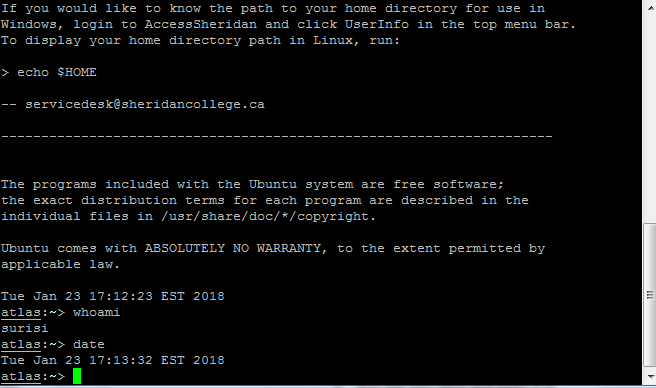 If you would like to know the path to your home directory for use in
Windows, login to AccessSheridan and click UserInfo in the top menu bar.
To display your home directory path in Linux, run:
> echo $HOME
-- servicedesk@sheridancollege.ca
---------------------------------------------------------------------
The programs included with the Ubuntu system are free software;
the exact distribution terms for each program are described in the
individual files in /usr/share/doc/*/copyright.
Ubuntu comes with ABSOLUTELY NO WARRANTY, to the extent permitted by
applicable law.
Tue Jan 23 17:12:23 EST 2018
atlas:~> whoami
surisi
atlas:~> date
Tue Jan 23 17:13:32 EST 2018
atlas:~>